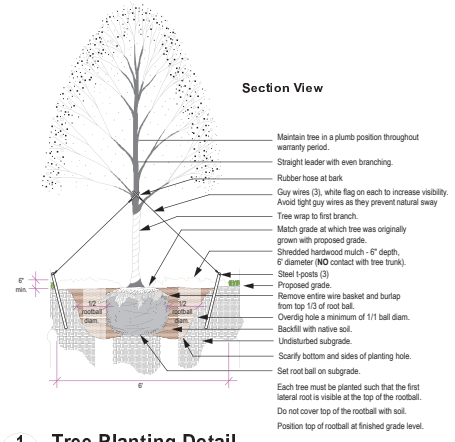 Section View
Maintain tree in a plumb position throughout
warranty period.
Straight leader with even branching.
Rubber hose at bark
Guy wires (3), white flag on each to increase visibility.
Avoid tight guy wires as they prevent natural sway
Tree wrap to first branch.
Match grade at which tree was originally
grown with proposed grade.
Shredded hardwood mulch - 6" depth,
6' diameter (NO contact with tree trunk).
Steel t-posts (3)
Proposed grade.
Remove entire wire basket and burlap
from top 1/3 of root ball.
Overdig hole a minimum of 1/1 ball diam.
Backfill with native soil.
Undisturbed subgrade.
Scarify bottom and sides of planting hole.
Set root ball on subgrade.
Each tree must be planted such that the first
lateral root is visible at the top of the rootball.
Do not cover top of the rootball with soil.
Position top of rootball at finished grade level.
6"
min.
1/2
rootball
diam.
1/2
rootball
diam.
6'
1 Tree Planting Detail